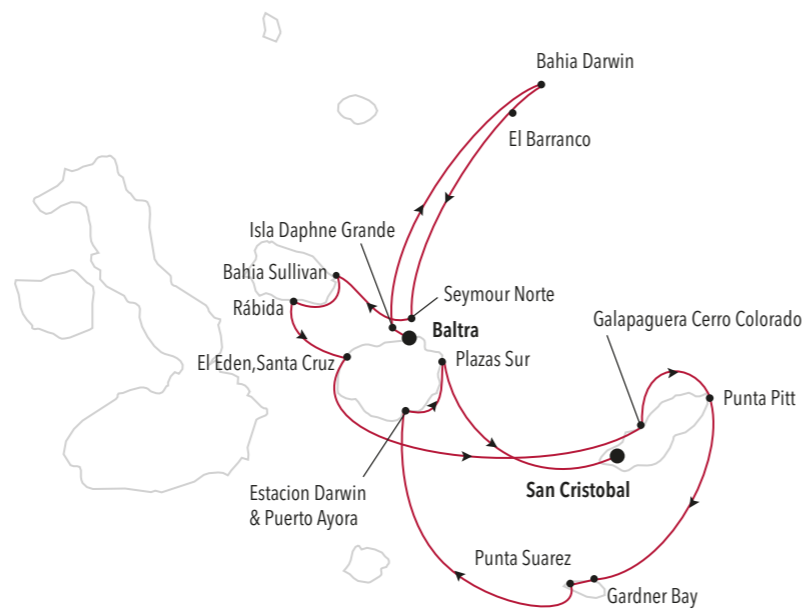 Bahia Darwin
El Barranco
Isla Daphne Grande
Bahia Sullivan
Seymour Norte
Rábida
Baltra
Galapaguera Cerro Colorado
El Eden,Santa Cruz
Plazas Sur
Punta Pitt
Estacion Darwin
& Puerto Ayora
San Cristobal
Punta Suarez
Gardner Bay